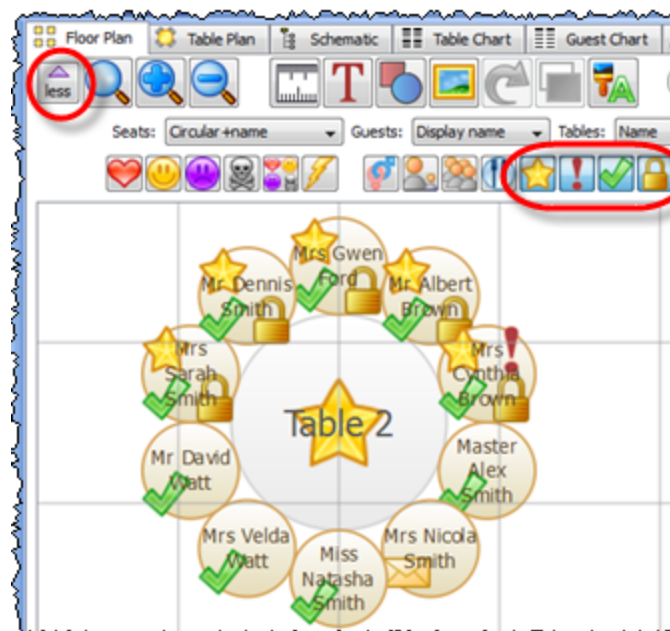 Floor Plan Table Plan Schematic Table Chart Guest Chart
less
Seats: Circular +name Guests: Display name Tables: Name
Mrs Gwen
Ford
Mr Dennis
Smith
Mr Albert
Brown
Mrs
Sarah
Smith
Mrs
Cynthia
Brown
Table 2
Mr David
Watt
Master
Alex
Smith
Mrs Velda
Watt
Miss
Natasha
Smith
Mrs Nicola
Smith